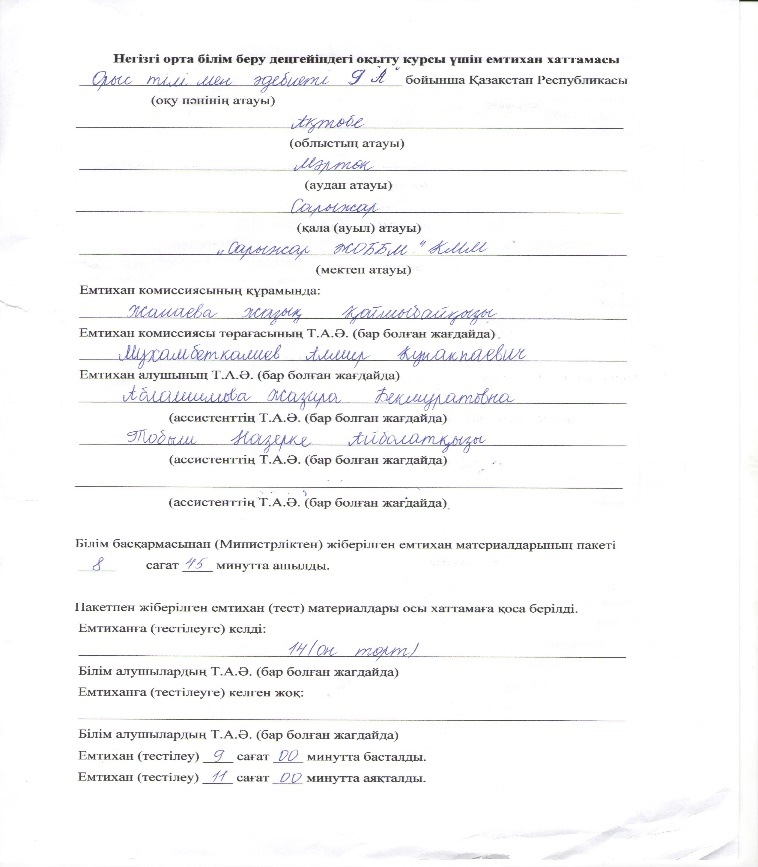 Негізгі орта білім беру деңгейіндегі оқыту курсы үшін емтихан хаттамасы
Орыс тілі мен әдебиеті 9 "А" бойынша Қазақстан Республикасы
(оқу пәнінің атауы)
Ақтөбе
(облыстың атауы)
Мәртөк
(аудан атауы)
Сарыжар
(қала (ауыл) атауы)
„Сарыжар ЖОББМ" КММ
(мектеп атауы)
Емтихан комиссиясының құрамында:
Жанаева Жазық Қойшыбайқызы
Емтихан комиссиясы төрағасының Т.А.Ә. (бар болған жағдайда)
Мухамбеткалиев Алмир Кунакпаевич
Емтихан алушының Т.А.Ә. (бар болған жағдайда)
Аблашимова Жазира Бекмуратовна
(ассистенттің Т.А.Ә. (бар болған жағдайда)
Тобыш Назерке Айболатқызы
(ассистенттің Т.А.Ә. (бар болған жағдайда)
(ассистенттің Т.А.Ә. (бар болған жағдайда)
Білім басқармасынан (Министрліктен) жіберілген емтихан материалдарының пакеті
8 сағат 45 минутта ашылды.
Пакетпен жіберілген емтихан (тест) материалдары осы хаттамаға қоса берілді.
Емтиханға (тестілеуге) келді:
14 (он төрт)
Білім алушылардың Т.А.Ә. (бар болған жағдайда)
Емтиханға (тестілеуге) келген жоқ:
Білім алушылардың Т.А.Ә. (бар болған жағдайда)
Емтихан (тестілеу) 9 сағат 00 минутта басталды.
Емтихан (тестілеу) 11 сағат 00 минутта аяқталды.